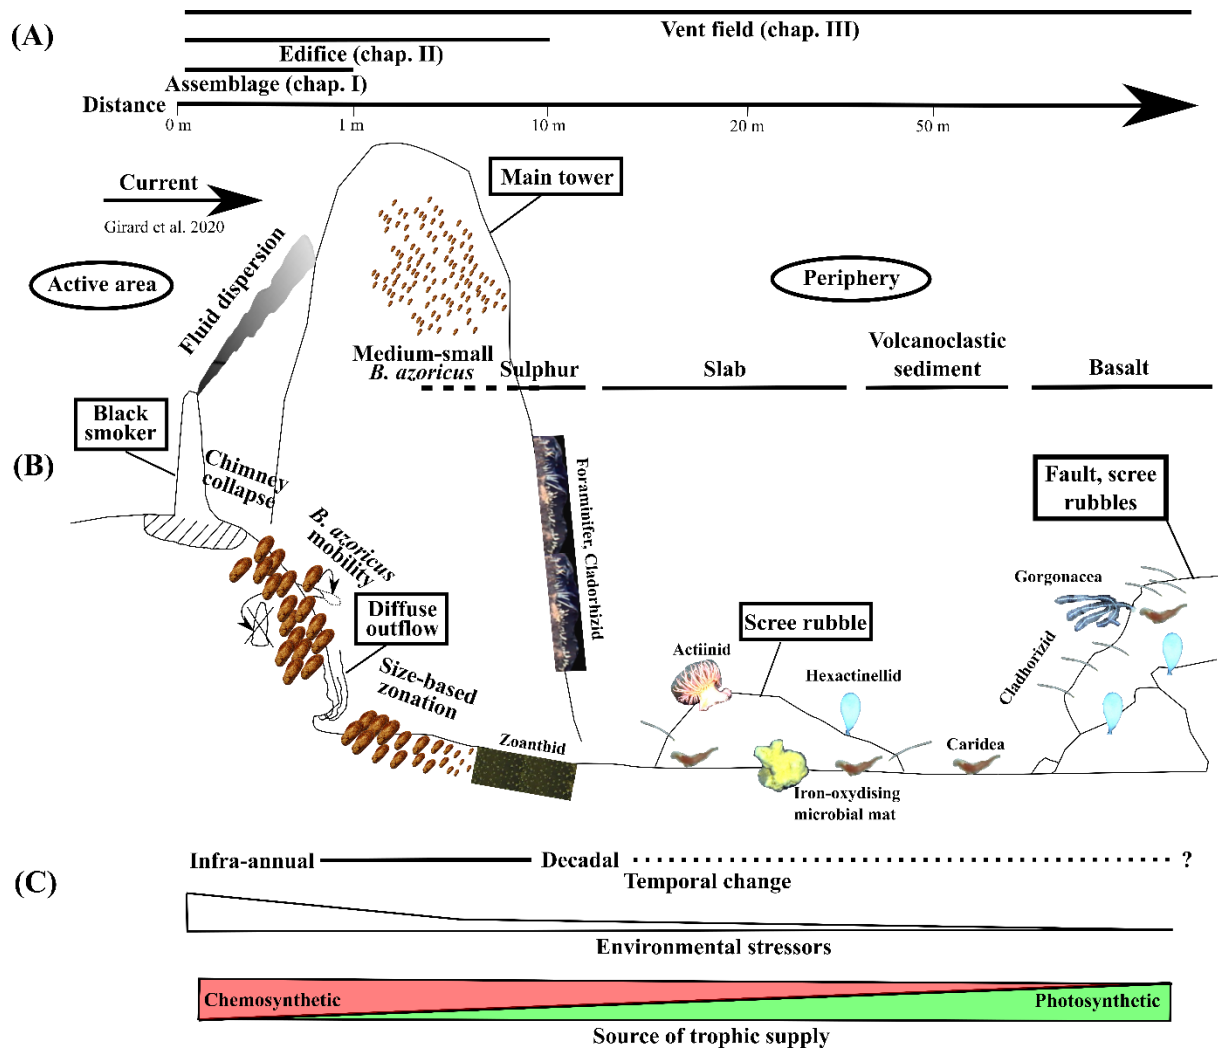 (A)
Vent field (chap. III)
Edifice (chap. II)
Assemblage (chap. I)
Distance
0 m
1 m
10 m
20 m
50 m
Current
Girard et al. 2020
Main tower
Active area
Fluid dispersion
Periphery
Medium-small
B. azoricus
Sulphur
Slab
Volcanoclastic
sediment
Basalt
Black
smoker
(B)
Chimney
collapse
B. azoricus
mobility
Diffuse
outflow
Size-based
zonation
Zoanthid
Foraminifer, Cladorhizid
Actiinid
Scree rubble
Hexactinellid
Iron-oxydising
microbial mat
Caridea
Fault, scree
rubbles
Gorgonacea
Cladhorizid
(C)
Infra-annual
Decadal
?
Temporal change
Environmental stressors
Chemosynthetic
Photosynthetic
Source of trophic supply